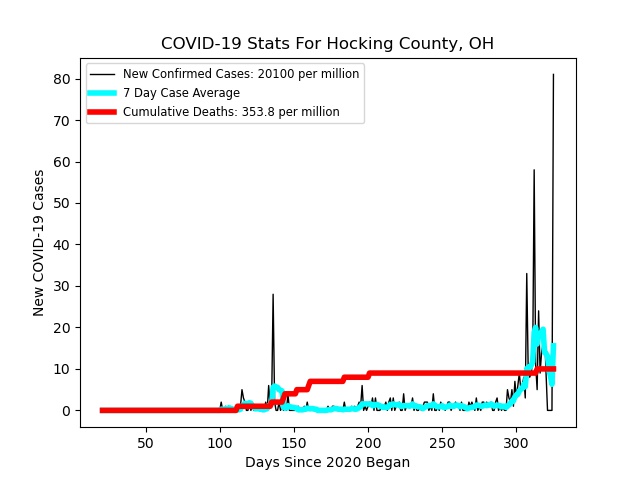 COVID-19 Stats For Hocking County, OH
New Confirmed Cases: 20100 per million
7 Day Case Average
Cumulative Deaths: 353.8 per million
New COVID-19 Cases
80
70
60
50
40
30
20
10
0
50 100 150 200 250 300
Days Since 2020 Began